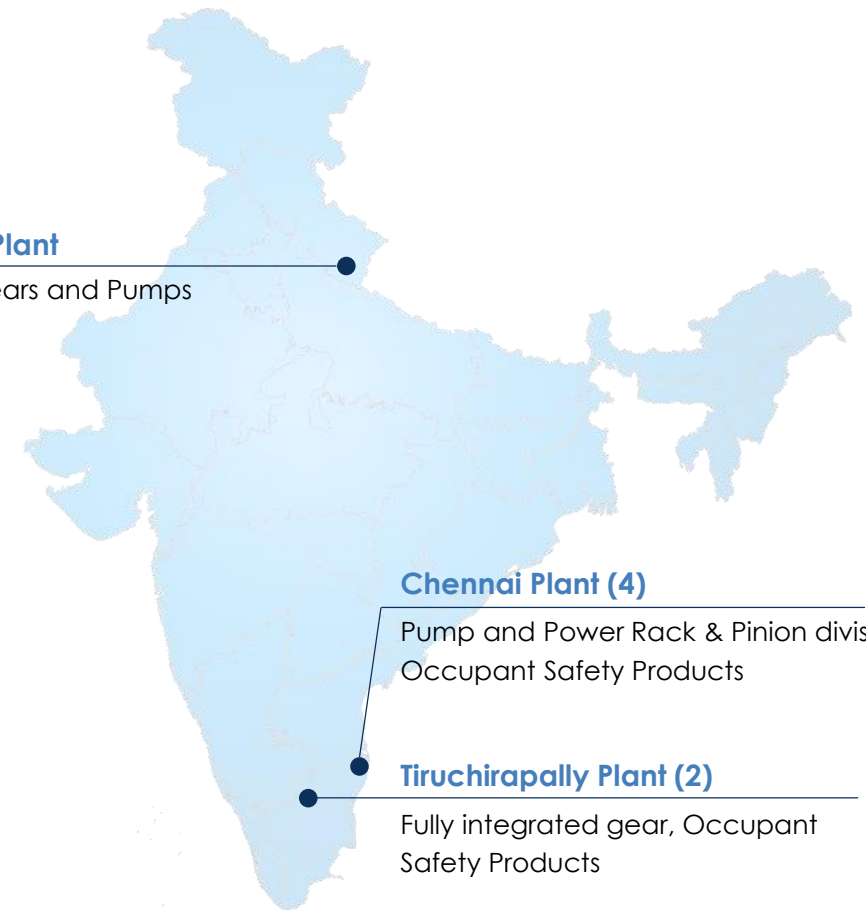 Plant
ears and Pumps
Chennai Plant (4)
Pump and Power Rack & Pinion divis
Occupant Safety Products
Tiruchirapally Plant (2)
Fully integrated gear, Occupant
Safety Products